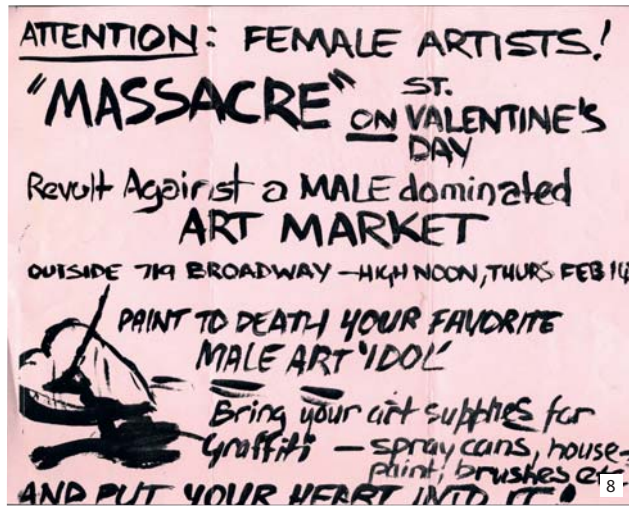 ATTENTION: FEMALE ARTISTS!
"MASSACRE" ON ST. VALENTINE'S DAY
Revolt Against a MALE dominated
ART MARKET
OUTSIDE 719 BROADWAY — HIGH NOON, THURS FEB 14
PAINT TO DEATH YOUR FAVORITE
MALE ART 'IDOL'
Bring your art supplies for
graffiti — spray cans, house-
paint, brushes
AND PUT YOUR HEART INTO IT!
8